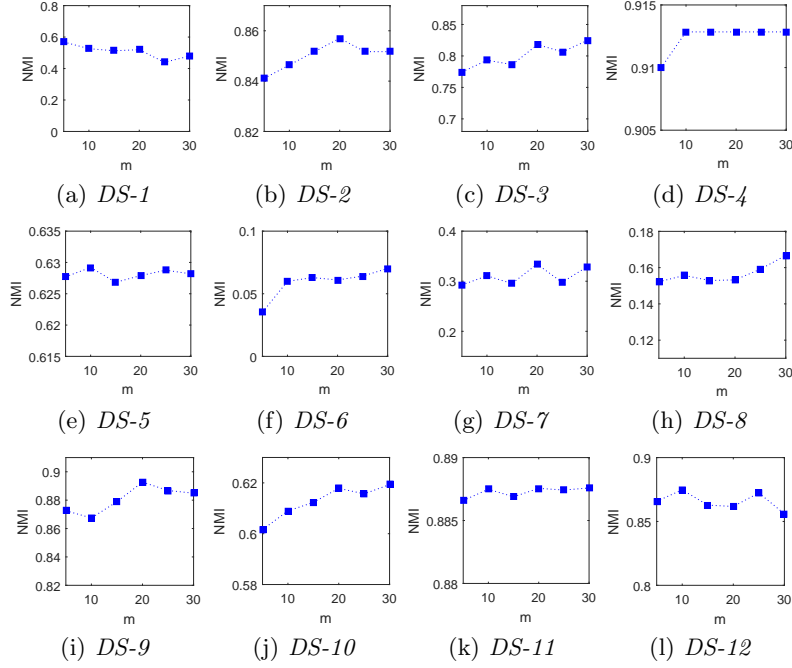 0.8
0.6
0.4
0.2
0
NMI
10 20 30
m
(a) DS-1
0.86
0.84
0.82
NMI
10 20 30
m
(b) DS-2
0.85
0.8
0.75
0.7
NMI
10 20 30
m
(c) DS-3
0.915
0.91
0.905
NMI
10 20 30
m
(d) DS-4
0.635
0.63
0.625
0.62
0.615
NMI
10 20 30
m
(e) DS-5
0.1
0.05
0
NMI
10 20 30
m
(f) DS-6
0.4
0.3
0.2
NMI
10 20 30
m
(g) DS-7
0.18
0.16
0.14
0.12
NMI
10 20 30
m
(h) DS-8
0.9
0.88
0.86
0.84
0.82
NMI
10 20 30
m
(i) DS-9
0.62
0.6
0.58
NMI
10 20 30
m
(j) DS-10
0.89
0.885
0.88
NMI
10 20 30
m
(k) DS-11
0.9
0.85
0.8
NMI
10 20 30
m
(l) DS-12